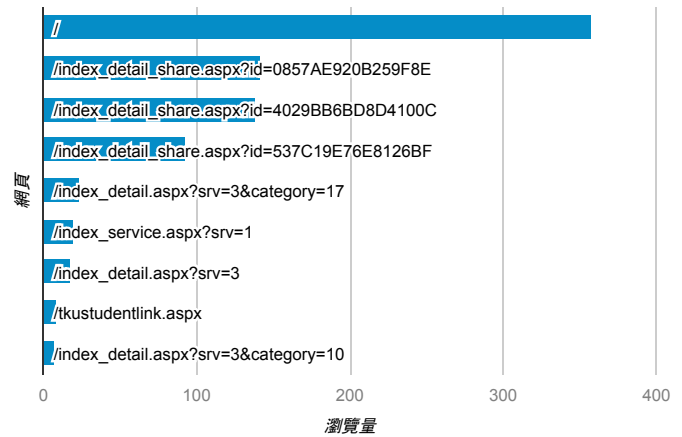 /
/index_detail_share.aspx?id=0857AE920B259F8E
/index_detail_share.aspx?id=4029BB6BD8D4100C
/index_detail_share.aspx?id=537C19E76E8126BF
/index_detail.aspx?srv=3&category=17
/index_service.aspx?srv=1
/index_detail.aspx?srv=3
/tkustudentlink.aspx
/index_detail.aspx?srv=3&category=10
網頁
0 100 200 300 400
瀏覽量